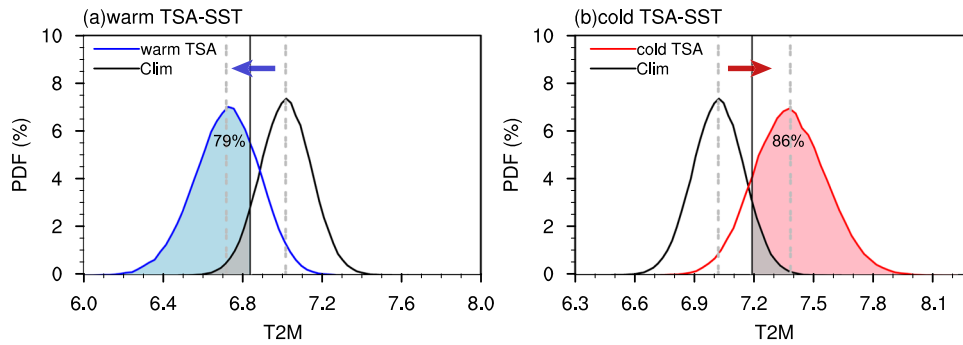 (a)warm TSA-SST
10
8
6
4
2
0
PDF (%)
warm TSA
Clim
79%
6.0 6.4 6.8 7.2 7.6 8.0
T2M
(b)cold TSA-SST
10
8
6
4
2
0
PDF (%)
cold TSA
Clim
86%
6.3 6.6 6.9 7.2 7.5 7.8 8.1
T2M